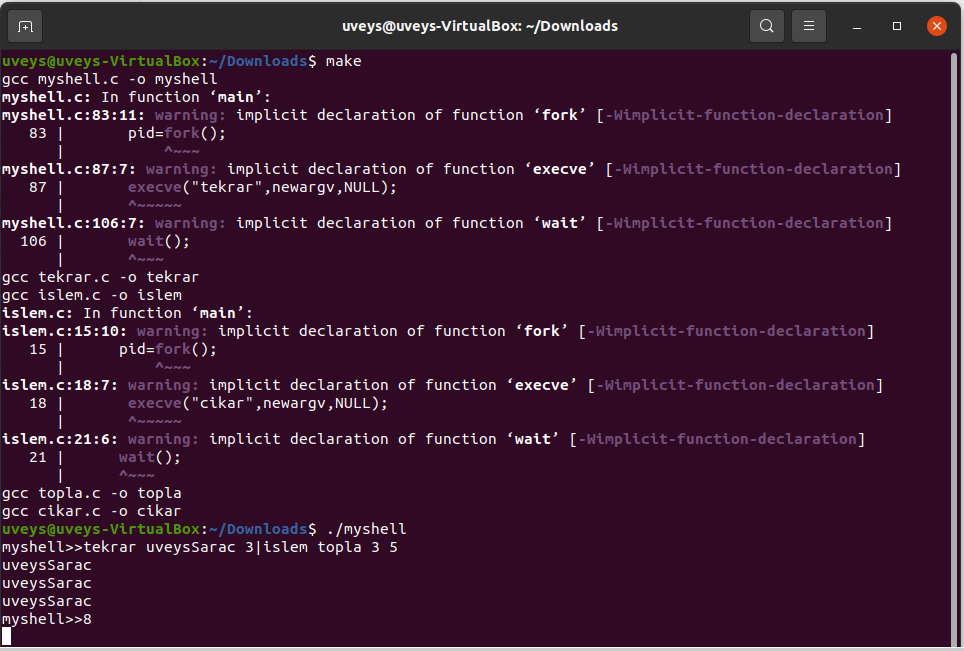 uveys@uveys-VirtualBox: ~/Downloads
uveys@uveys-VirtualBox:~/Downloads$ make
gcc myshell.c -o myshell
myshell.c: In function ‘main’:
myshell.c:83:11: warning: implicit declaration of function ‘fork’ [-Wimplicit-function-declaration]
   83 |       pid=fork();
      |           ^~~~
myshell.c:87:7: warning: implicit declaration of function ‘execve’ [-Wimplicit-function-declaration]
   87 |       execve("tekrar",newargv,NULL);
      |       ^~~~~~
myshell.c:106:7: warning: implicit declaration of function ‘wait’ [-Wimplicit-function-declaration]
  106 |       wait();
      |       ^~~~
gcc tekrar.c -o tekrar
gcc islem.c -o islem
islem.c: In function ‘main’:
islem.c:15:10: warning: implicit declaration of function ‘fork’ [-Wimplicit-function-declaration]
   15 |      pid=fork();
      |          ^~~~
islem.c:18:7: warning: implicit declaration of function ‘execve’ [-Wimplicit-function-declaration]
   18 |       execve("cikar",newargv,NULL);
      |       ^~~~~~
islem.c:21:6: warning: implicit declaration of function ‘wait’ [-Wimplicit-function-declaration]
   21 |      wait();
      |      ^~~~
gcc topla.c -o topla
gcc cikar.c -o cikar
uveys@uveys-VirtualBox:~/Downloads$ ./myshell
myshell>>tekrar uveysSarac 3|islem topla 3 5
uveysSarac
uveysSarac
uveysSarac
myshell>>8